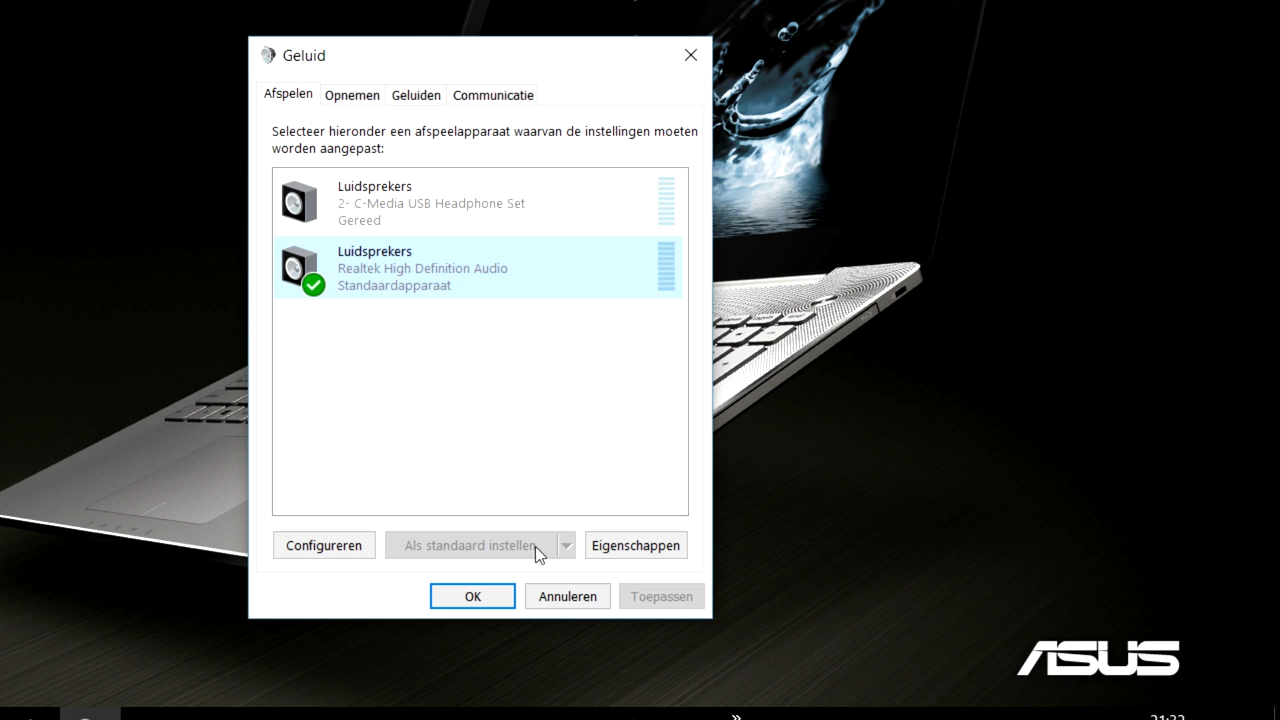 Geluid
Afspelen
Opnemen
Geluiden
Communicatie
Selecteer hieronder een afspeelapparaat waarvan de instellingen moeten
worden aangepast:
Luidsprekers
2- C-Media USB Headphone Set
Gereed
Luidsprekers
Realtek High Definition Audio
Standaardapparaat
Configureren
Als standaard instellen
Eigenschappen
OK
Annuleren
Toepassen
ASUS